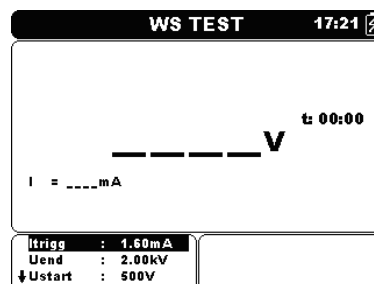 WS TEST 17:21
t: 00:00
_ _ _ _ V
I = ____mA
Itrigg : 1.60mA
Uend : 2.00kV
↓Ustart : 500V